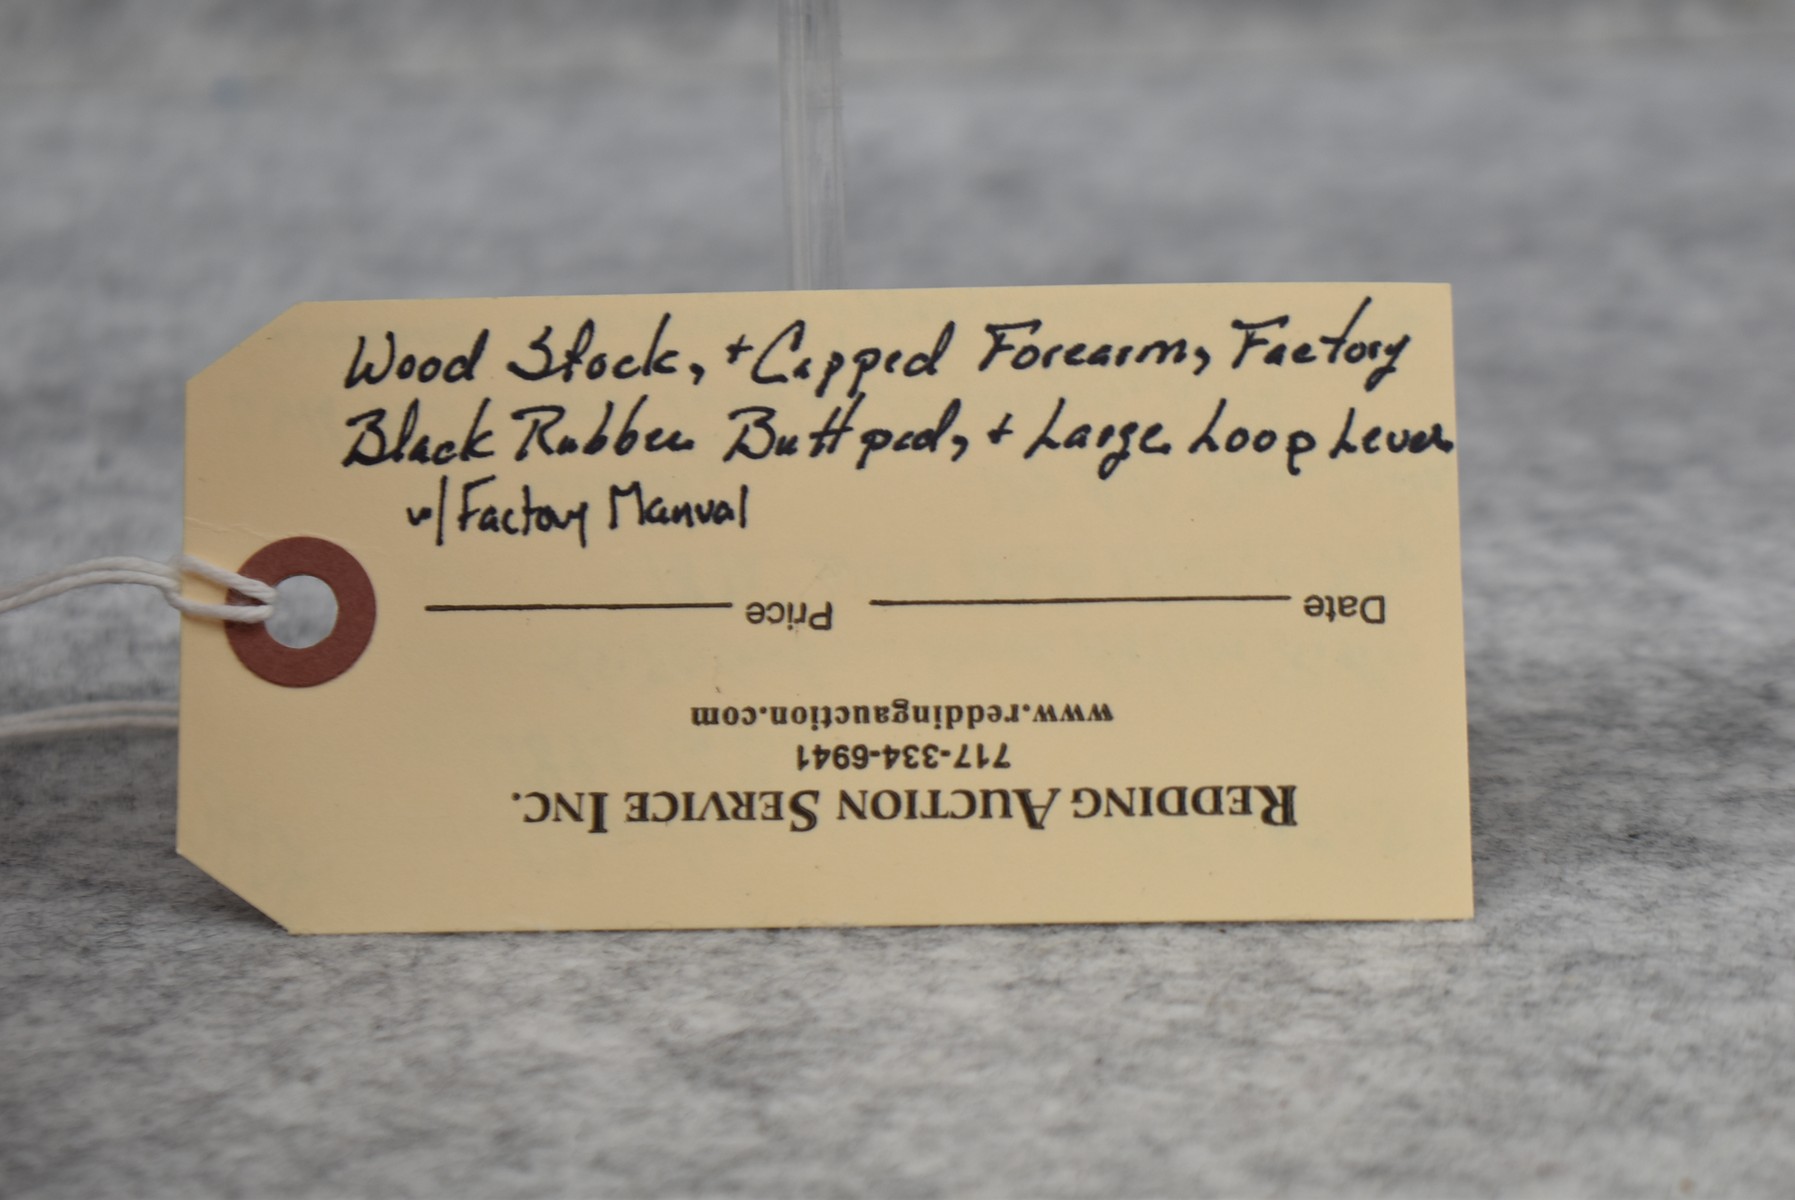 Wood Stock, + Capped Forearm, Factory
Black Rubber Buttpad, + Large Loop Lever
w/ Factory Manual
Date Price
www.reddingauction.com
717-334-6941
REDDING AUCTION SERVICE INC.